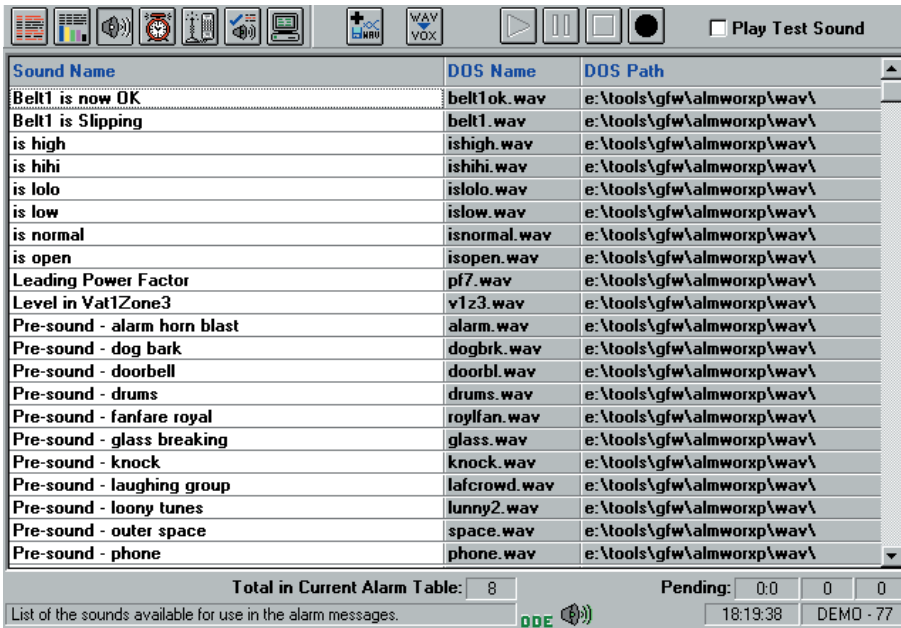 WAV
WAV VOX
Play Test Sound
Sound Name DOS Name DOS Path
Belt1 is now OK belt1ok.wav e:\tools\gfw\almworxp\wav\
Belt1 is Slipping belt1.wav e:\tools\gfw\almworxp\wav\
is high ishigh.wav e:\tools\gfw\almworxp\wav\
is hihi ishihi.wav e:\tools\gfw\almworxp\wav\
is lolo islolo.wav e:\tools\gfw\almworxp\wav\
is low islow.wav e:\tools\gfw\almworxp\wav\
is normal isnormal.wav e:\tools\gfw\almworxp\wav\
is open isopen.wav e:\tools\gfw\almworxp\wav\
Leading Power Factor pf7.wav e:\tools\gfw\almworxp\wav\
Level in Vat1Zone3 v1z3.wav e:\tools\gfw\almworxp\wav\
Pre-sound - alarm horn blast alarm.wav e:\tools\gfw\almworxp\wav\
Pre-sound - dog bark dogbrk.wav e:\tools\gfw\almworxp\wav\
Pre-sound - doorbell doorbl.wav e:\tools\gfw\almworxp\wav\
Pre-sound - drums drums.wav e:\tools\gfw\almworxp\wav\
Pre-sound - fanfare royal roylfan.wav e:\tools\gfw\almworxp\wav\
Pre-sound - glass breaking glass.wav e:\tools\gfw\almworxp\wav\
Pre-sound - knock knock.wav e:\tools\gfw\almworxp\wav\
Pre-sound - laughing group lafcrowd.wav e:\tools\gfw\almworxp\wav\
Pre-sound - loony tunes lunny2.wav e:\tools\gfw\almworxp\wav\
Pre-sound - outer space space.wav e:\tools\gfw\almworxp\wav\
Pre-sound - phone phone.wav e:\tools\gfw\almworxp\wav\
Total in Current Alarm Table: 8 Pending: 0:0 0 0
List of the sounds available for use in the alarm messages. DDE 18:19:38 DEMO - 77